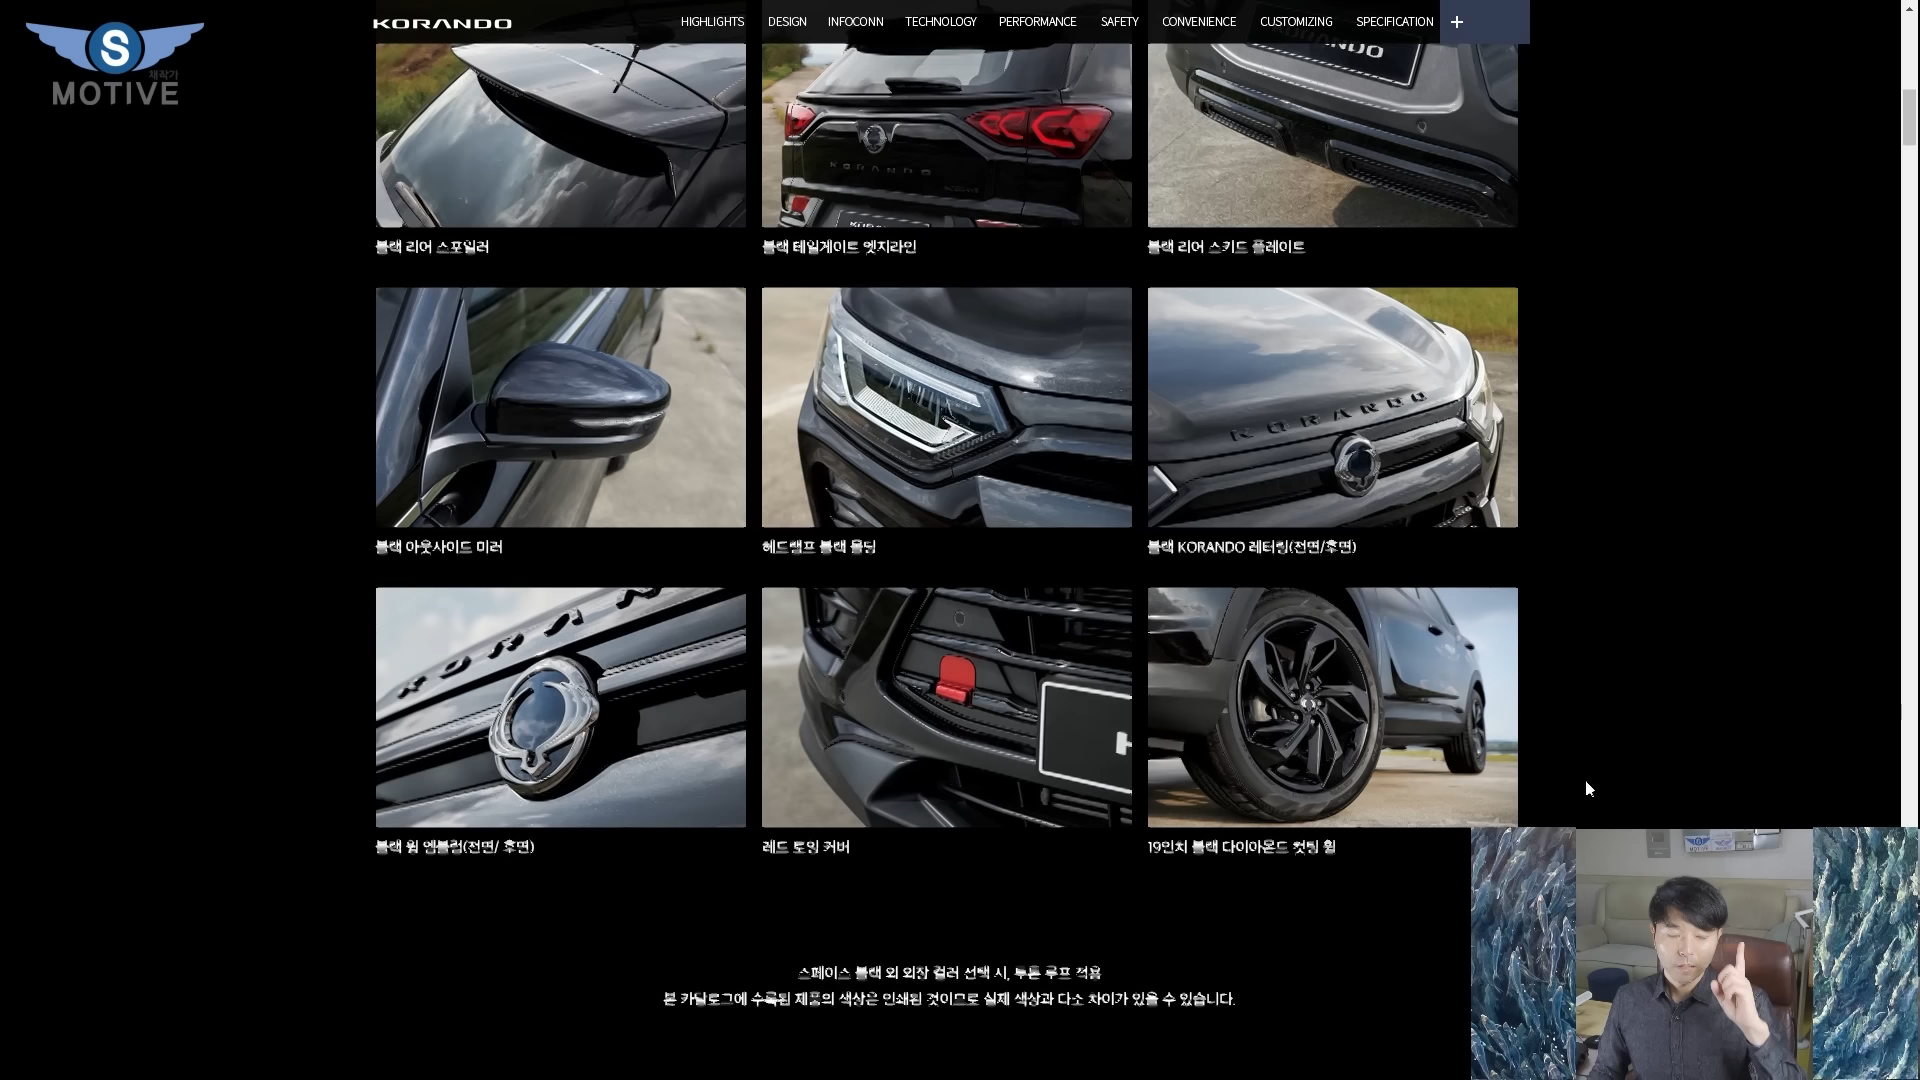 KORANDO
HIGHLIGHTS DESIGN INFOCONN TECHNOLOGY PERFORMANCE SAFETY CONVENIENCE CUSTOMIZING SPECIFICATION +
S
채작가
MOTIVE
KORANDO
블랙 리어 스포일러
블랙 테일게이트 엣지라인
블랙 리어 스키드 플레이트
KORANDO
블랙 아웃사이드 미러
헤드램프 블랙 몰딩
블랙 KORANDO 레터링(전면/후면)
블랙 윙 엠블럼(전면/ 후면)
레드 토잉 커버
19인치 블랙 다이아몬드 컷팅 휠
스페이스 블랙 외 외장 컬러 선택 시, 투톤 루프 적용
본 카달로그에 수록된 제품의 색상은 인쇄된 것이므로 실제 색상과 다소 차이가 있을 수 있습니다.